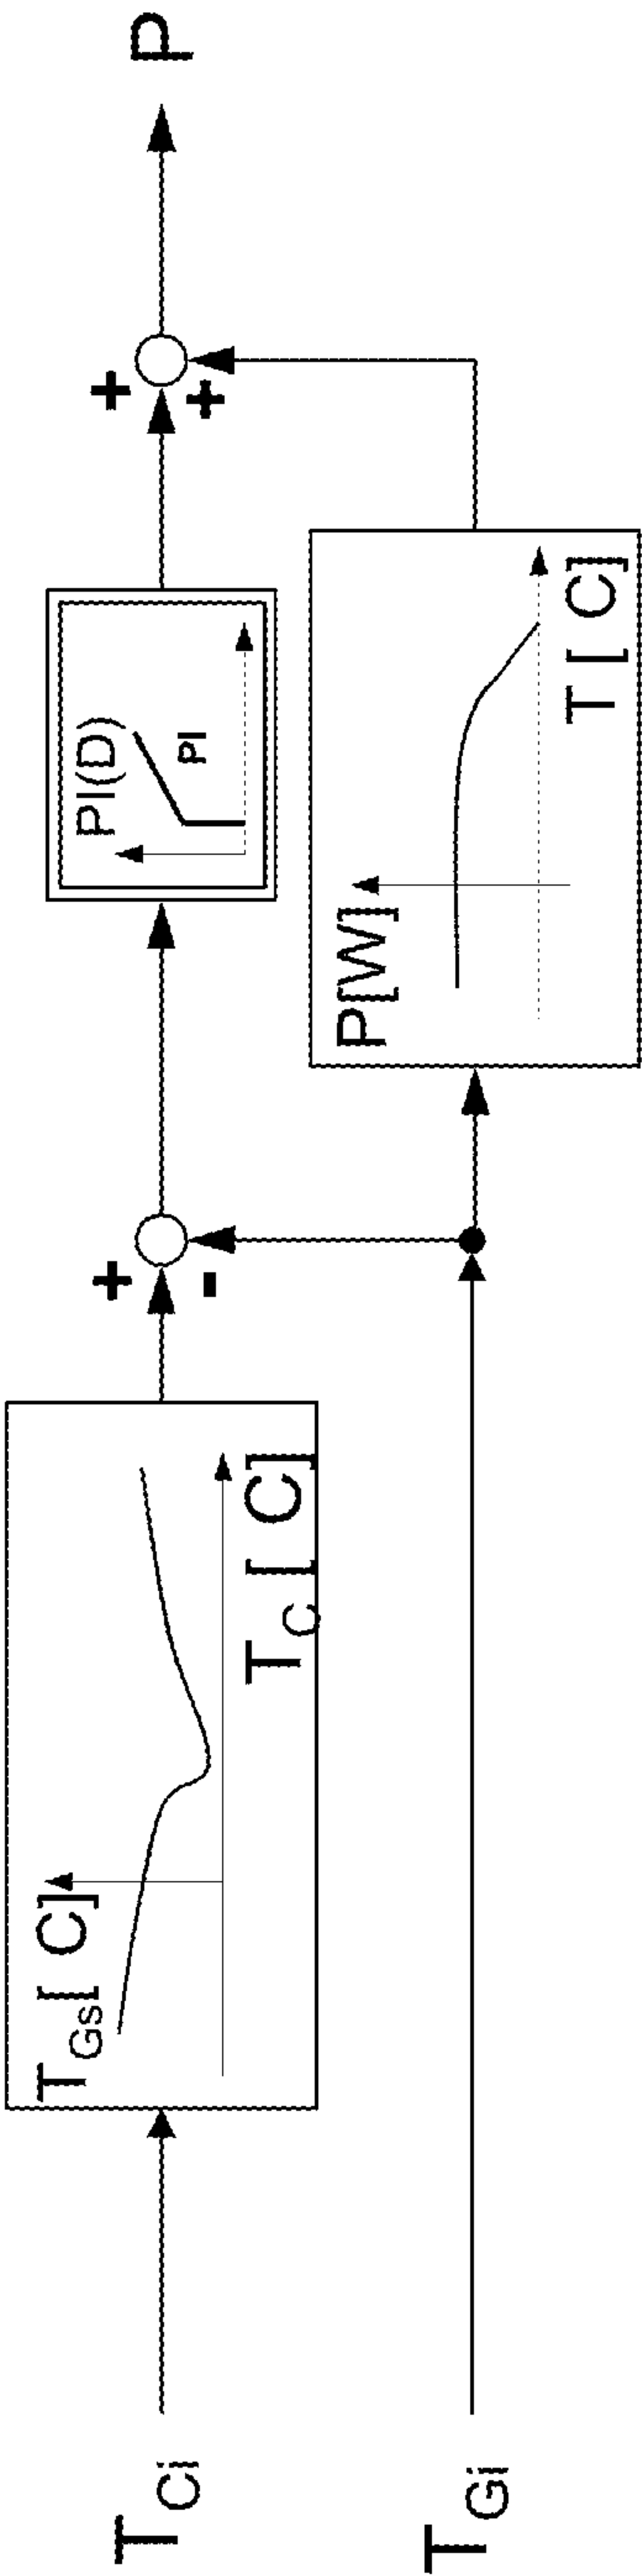 T_Ci
T_Gs [ C]
T_C [ C]
+
-
PI(D)
PI
+
+
P
T_Gi
P[W]
T [ C]